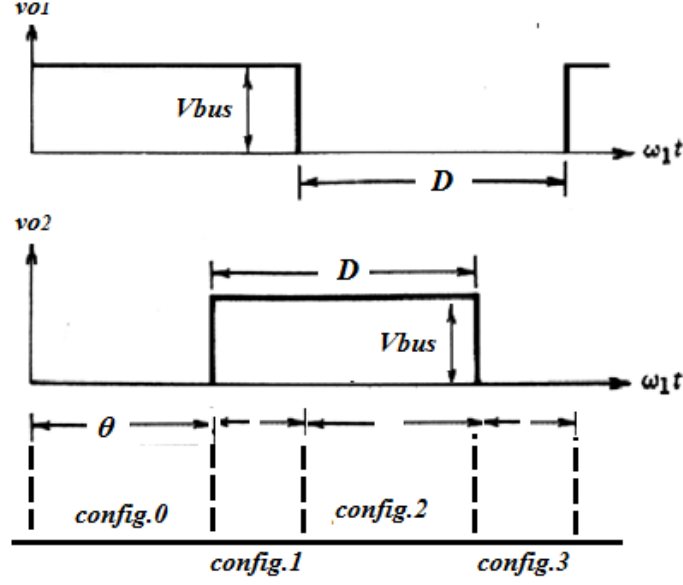 vo1
Vbus
ω₁t
D
vo2
D
Vbus
ω₁t
θ
config.0
config.2
config.1
config.3